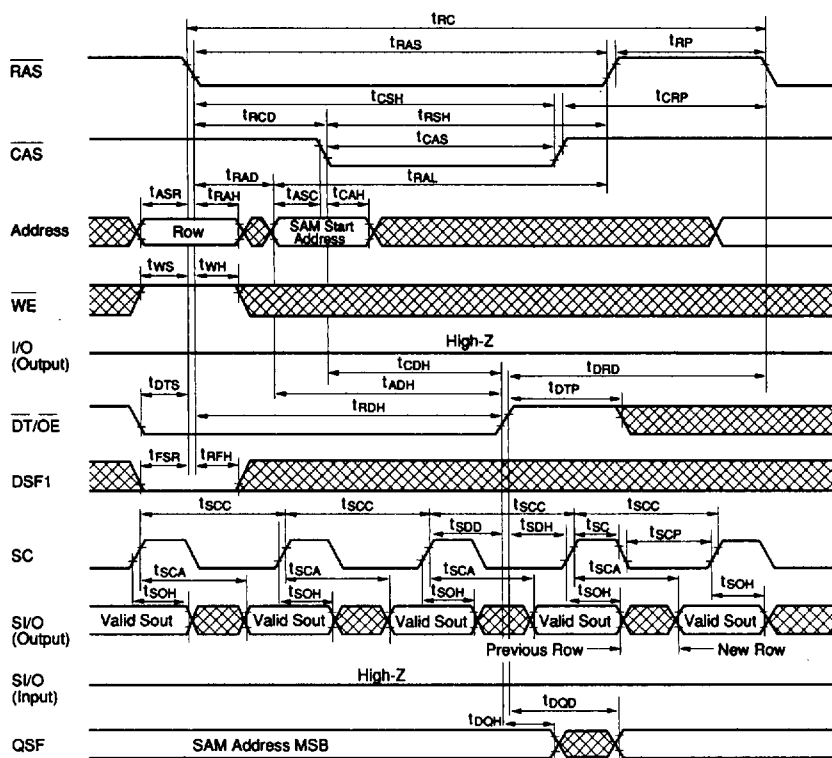 tRC
tRAS
tRP
RAS
tCSH
tCRP
tRCD
tRSH
CAS
tCAS
tRAD
tRAL
tASR
tRAH
tASC
tCAH
Address
Row
SAM Start
Address
tWS
tWH
WE
I/O
(Output)
High-Z
tCDH
tDRD
tDTS
tADH
tDTP
tRDH
DT/OE
tFSR
tRFH
DSF1
tSCC
tSCC
tSCC
tSCC
tSDD
tSDH
tSC
tSCP
SC
tSCA
tSCA
tSCA
tSCA
tSOH
tSOH
tSOH
tSOH
tSOH
SI/O
(Output)
Valid Sout
Valid Sout
Valid Sout
Valid Sout
Valid Sout
Previous Row
New Row
SI/O
(Input)
High-Z
tDQD
tDQH
QSF
SAM Address MSB